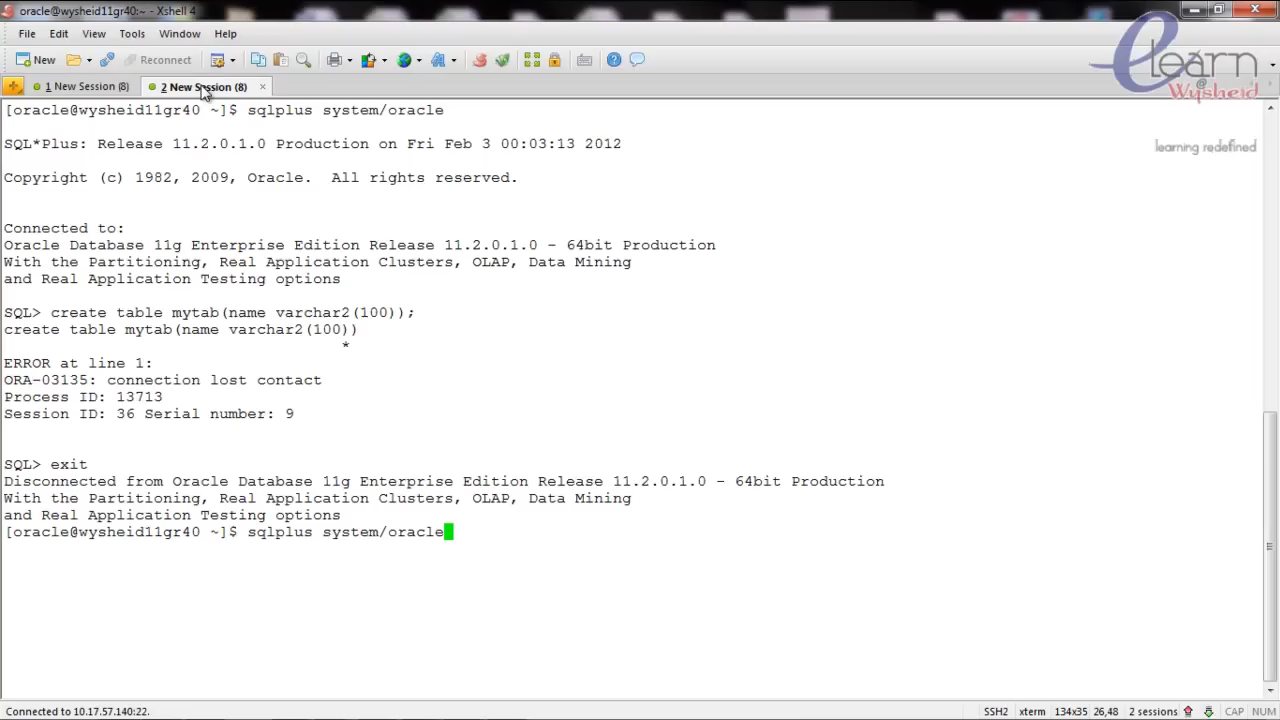 oracle@wysheid11gr40:~ - Xshell 4
File Edit View Tools Window Help
New Reconnect
1 New Session (8) 2 New Session (8)
elearn
@Wysheid
learning redefined
[oracle@wysheid11gr40 ~]$ sqlplus system/oracle
SQL*Plus: Release 11.2.0.1.0 Production on Fri Feb 3 00:03:13 2012
Copyright (c) 1982, 2009, Oracle.  All rights reserved.
Connected to:
Oracle Database 11g Enterprise Edition Release 11.2.0.1.0 - 64bit Production
With the Partitioning, Real Application Clusters, OLAP, Data Mining
and Real Application Testing options
SQL> create table mytab(name varchar2(100));
create table mytab(name varchar2(100))
*
ERROR at line 1:
ORA-03135: connection lost contact
Process ID: 13713
Session ID: 36 Serial number: 9
SQL> exit
Disconnected from Oracle Database 11g Enterprise Edition Release 11.2.0.1.0 - 64bit Production
With the Partitioning, Real Application Clusters, OLAP, Data Mining
and Real Application Testing options
[oracle@wysheid11gr40 ~]$ sqlplus system/oracle
Connected to 10.17.57.140:22. SSH2 xterm 134x35 26,48 2 sessions CAP NUM